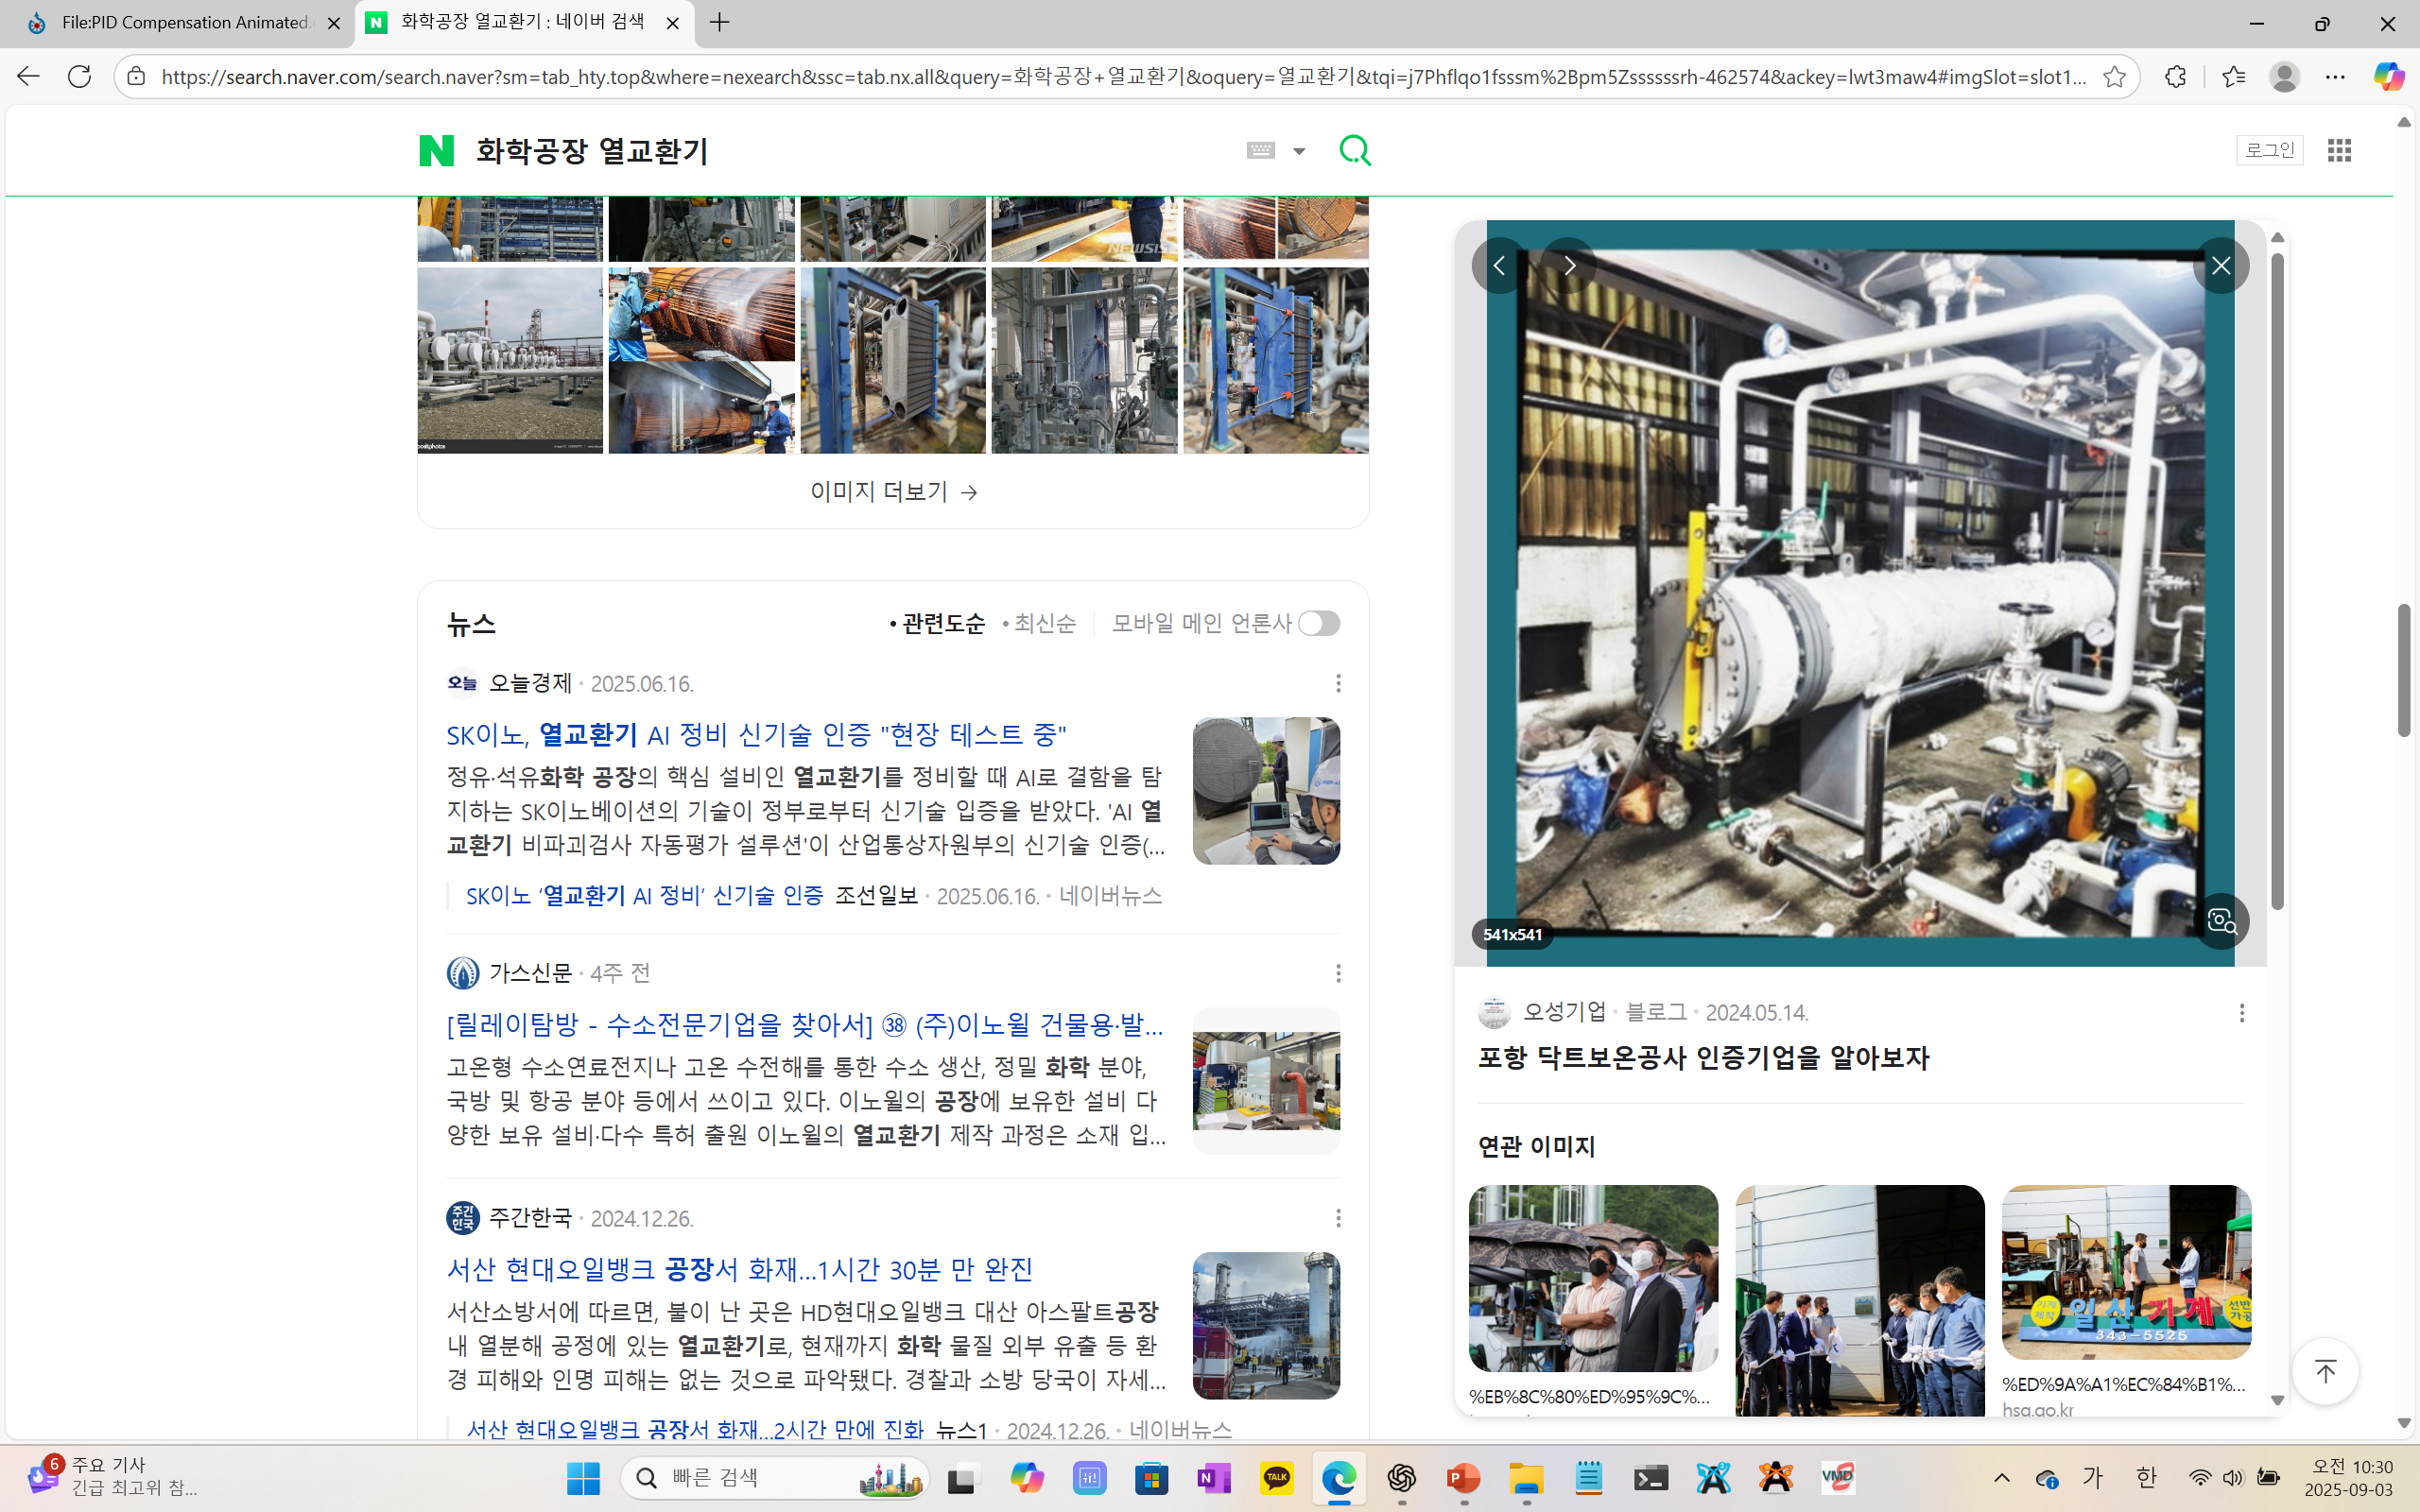 File:PID Compensation Animated.
화학공장 열교환기 : 네이버 검색
https://search.naver.com/search.naver?sm=tab_hty.top&where=nexearch&ssc=tab.nx.all&query=화학공장+열교환기&oquery=열교환기&tqi=j7Phflqo1fsssm%2Bpm5Zssssssrh-462574&ackey=lwt3maw4#imgSlot=slot1...
화학공장 열교환기
로그인
NEWSIS
이미지 더보기
541x541
오성기업 · 블로그 · 2024.05.14.
포항 닥트보온공사 인증기업을 알아보자
연관 이미지
일산기계
343-5525
%EB%8C%80%ED%95%9C%...
%ED%9A%A1%EC%84%B1%...
hsg.go.kr
뉴스
• 관련도순 • 최신순 모바일 메인 언론사
오늘 오늘경제 · 2025.06.16.
SK이노, 열교환기 AI 정비 신기술 인증 "현장 테스트 중"
정유·석유화학 공장의 핵심 설비인 열교환기를 정비할 때 AI로 결함을 탐
지하는 SK이노베이션의 기술이 정부로부터 신기술 입증을 받았다. 'AI 열
교환기 비파괴검사 자동평가 설루션'이 산업통상자원부의 신기술 인증(...
SK이노 ‘열교환기 AI 정비’ 신기술 인증 조선일보 · 2025.06.16. · 네이버뉴스
가스신문 · 4주 전
[릴레이탐방 - 수소전문기업을 찾아서] ㊳ (주)이노윌 건물용·발...
고온형 수소연료전지나 고온 수전해를 통한 수소 생산, 정밀 화학 분야,
국방 및 항공 분야 등에서 쓰이고 있다. 이노윌의 공장에 보유한 설비 다
양한 보유 설비·다수 특허 출원 이노윌의 열교환기 제작 과정은 소재 입...
주간한국 주간한국 · 2024.12.26.
서산 현대오일뱅크 공장서 화재...1시간 30분 만 완진
서산소방서에 따르면, 불이 난 곳은 HD현대오일뱅크 대산 아스팔트공장
내 열분해 공정에 있는 열교환기로, 현재까지 화학 물질 외부 유출 등 환
경 피해와 인명 피해는 없는 것으로 파악됐다. 경찰과 소방 당국이 자세...
서산 현대오일뱅크 공장서 화재...2시간 만에 진화 뉴스1 · 2024.12.26. · 네이버뉴스
6
주요 기사
긴급 최고위 참...
빠른 검색
TALK
VMD
가
한
오전 10:30
2025-09-03